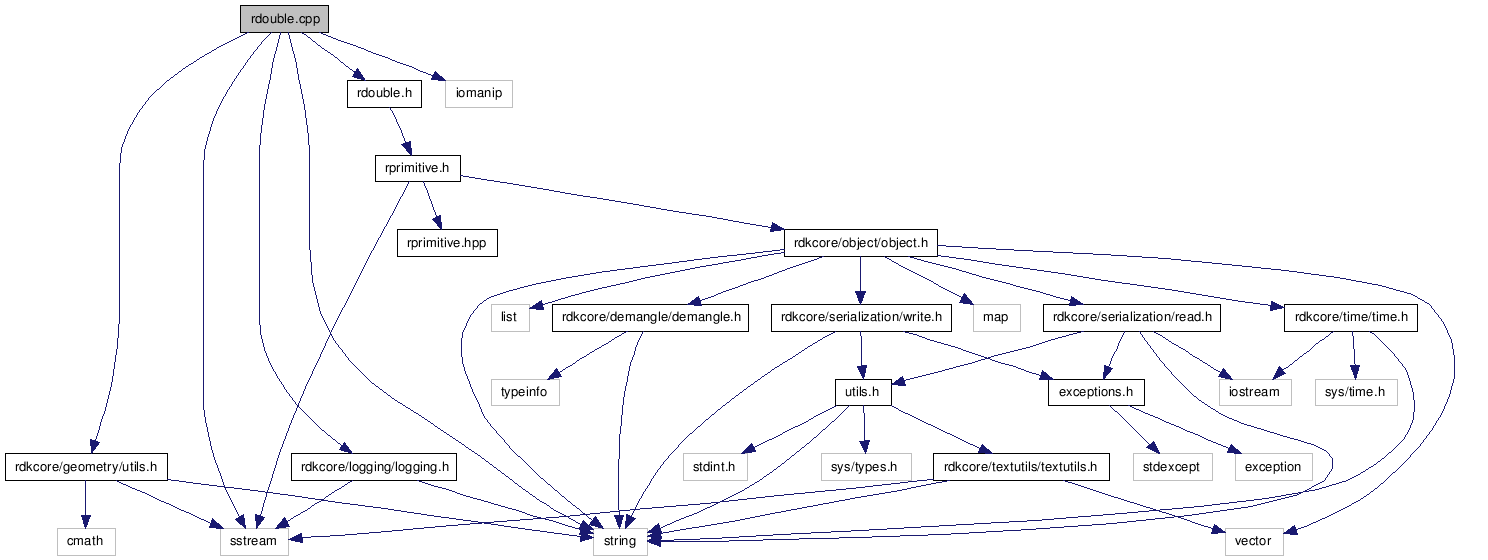 rdouble.cpp
rdouble.h
iomanip
rprimitive.h
rprimitive.hpp
rdkcore/object/object.h
list
rdkcore/demangle/demangle.h
rdkcore/serialization/write.h
map
rdkcore/serialization/read.h
rdkcore/time/time.h
typeinfo
utils.h
exceptions.h
iostream
sys/time.h
rdkcore/geometry/utils.h
rdkcore/logging/logging.h
stdint.h
sys/types.h
rdkcore/textutils/textutils.h
stdexcept
exception
cmath
sstream
string
vector